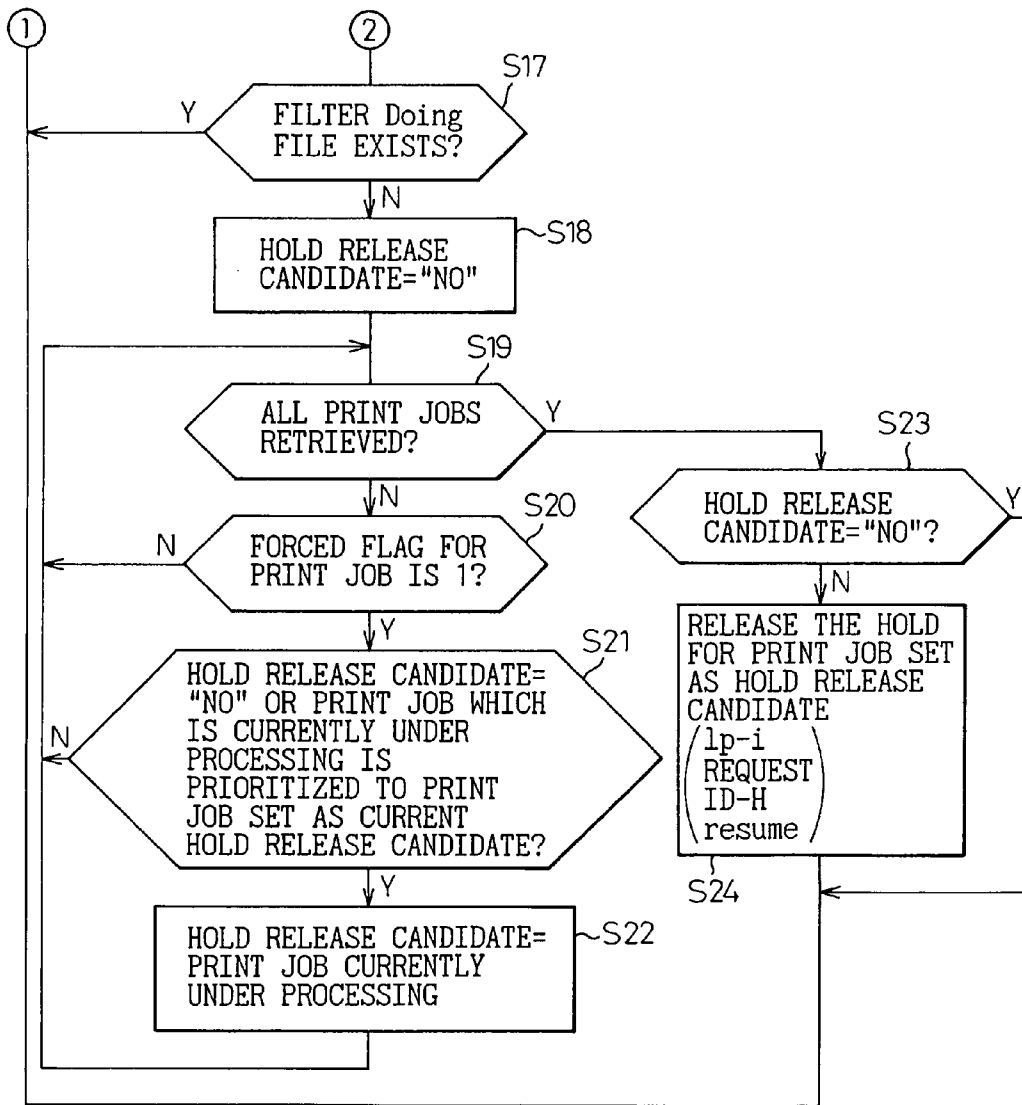 1
2
S17
Y
FILTER Doing
FILE EXISTS?
N
S18
HOLD RELEASE
CANDIDATE="NO"
S19
ALL PRINT JOBS
RETRIEVED?
Y
N
S20
N
FORCED FLAG FOR
PRINT JOB IS 1?
Y
S21
HOLD RELEASE CANDIDATE=
"NO" OR PRINT JOB WHICH
IS CURRENTLY UNDER
PROCESSING IS
PRIORITIZED TO PRINT
JOB SET AS CURRENT
HOLD RELEASE CANDIDATE?
N
Y
S22
HOLD RELEASE CANDIDATE=
PRINT JOB CURRENTLY
UNDER PROCESSING
S23
HOLD RELEASE
CANDIDATE="NO"?
Y
N
RELEASE THE HOLD
FOR PRINT JOB SET
AS HOLD RELEASE
CANDIDATE
(lp-i
REQUEST
ID-H
resume)
S24